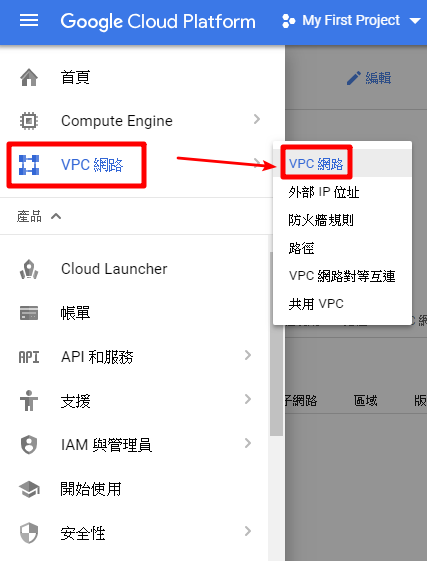 Google Cloud Platform
My First Project
編輯
首頁
Compute Engine
VPC 網路
產品
Cloud Launcher
帳單
API
API 和服務
支援
IAM 與管理員
開始使用
安全性
VPC 網路
外部 IP 位址
防火牆規則
路徑
VPC 網路對等互連
共用 VPC
子網路
區域